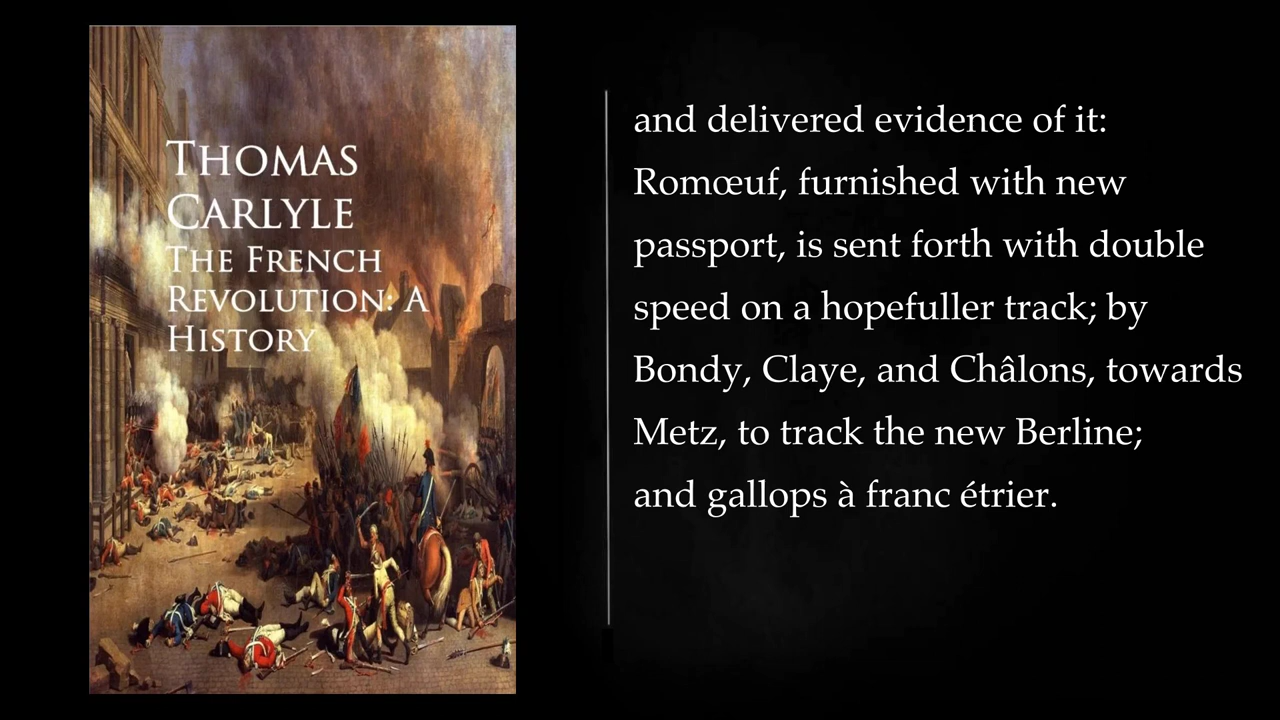 THOMAS
CARLYLE
THE FRENCH
REVOLUTION: A
HISTORY
and delivered evidence of it:
Romœuf, furnished with new
passport, is sent forth with double
speed on a hopefuller track; by
Bondy, Claye, and Châlons, towards
Metz, to track the new Berline;
and gallops à franc étrier.